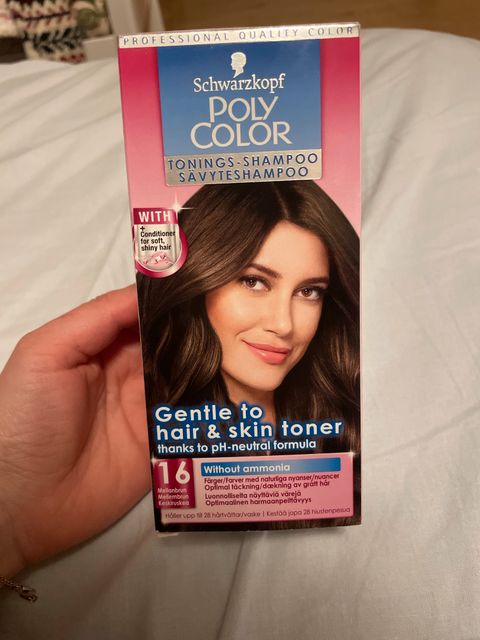 PROFESSIONAL QUALITY COLOR
Schwarzkopf
POLY
COLOR
TONINGS-SHAMPOO
SÄVYTESHAMPOO
WITH
+
Conditioner
for soft,
shiny hair
Gentle to
hair & skin toner
thanks to pH-neutral formula
16
Mellanbrun
Mellembrun
Keskiruskea
Without ammonia
Färger/Farver med naturliga nyanser/nuancer
Optimal täckning/dækning av grått hår
Luonnolliselta näyttäviä värejä
Optimaalinen harmaanpeittävyys
Håller upp till 28 hårtvättar/vaske | Kestää jopa 28 hiustenpesua